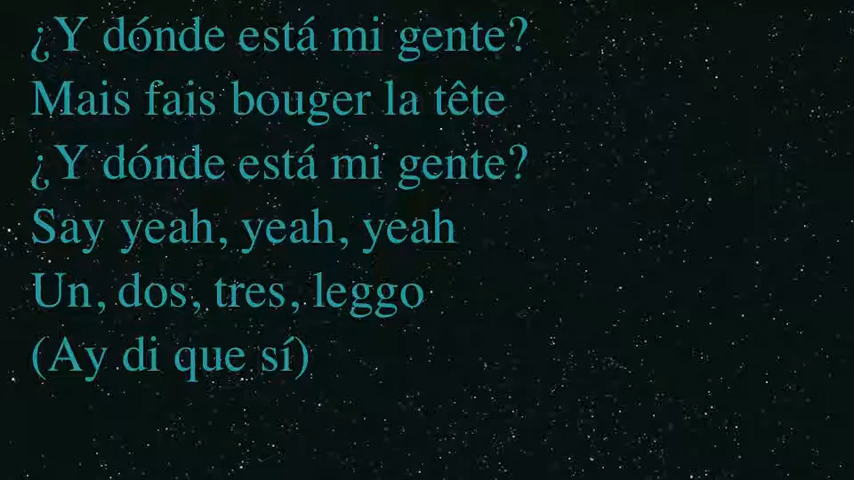 ¿Y dónde está mi gente?
Mais fais bouger la tête
¿Y dónde está mi gente?
Say yeah, yeah, yeah
Un, dos, tres, leggo
(Ay di que sí)